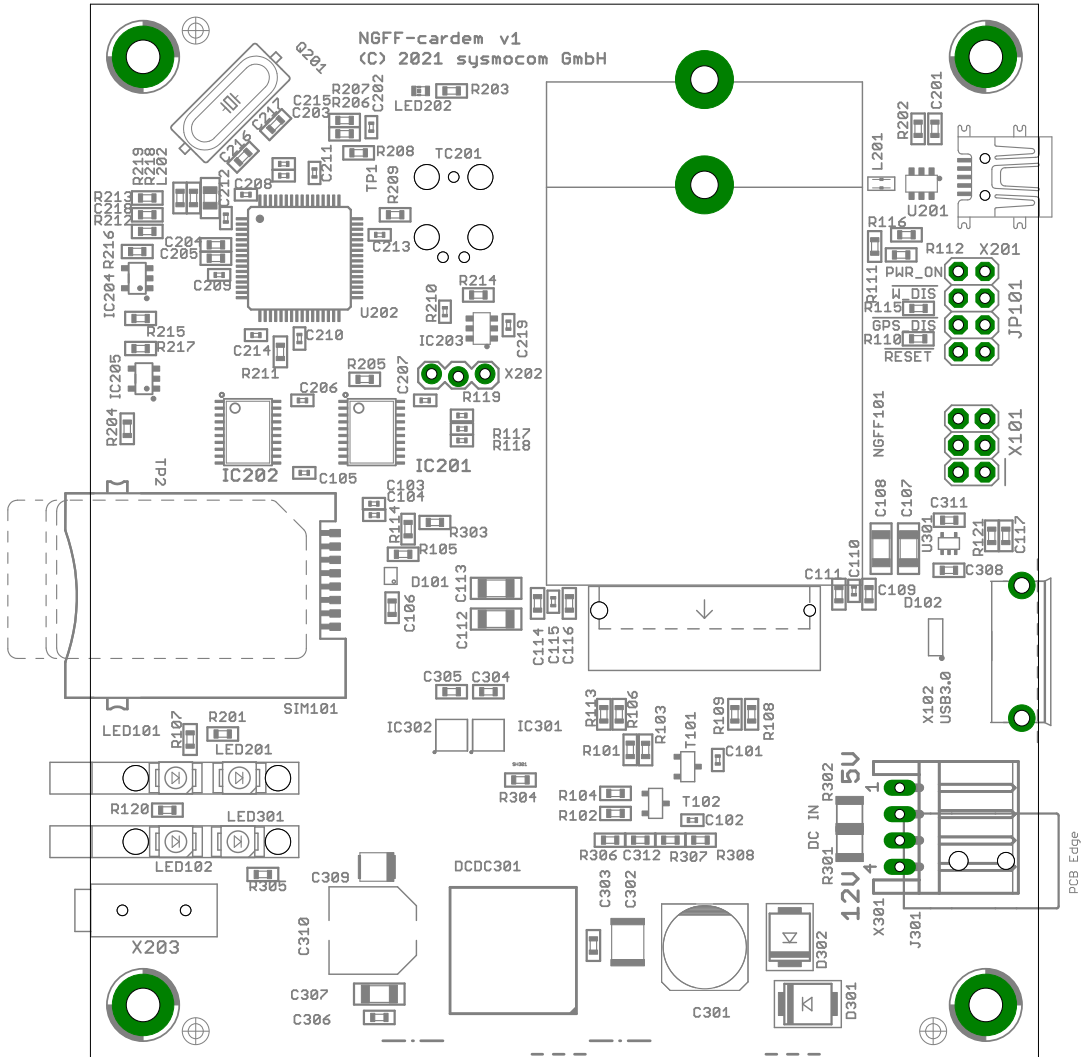 NGFF-cardem v1
(C) 2021 sysmocom GmbH
Q201
R207
C215
R206
C203
C202
LED202
R203
C217
C216
C211
R208
TC201
TP1
R209
R219
R218
L202
C212
C208
R213
C218
R212
R216
C204
C205
C209
C213
IC204
R215
R217
IC205
R204
C214
R211
C210
U202
R210
R214
IC203
C219
X202
R205
C207
C206
R119
R117
R118
IC202
IC201
C105
TP2
C103
C104
R114
R303
R105
D101
C106
C113
C112
C114
C115
C116
SIM101
C305
C304
IC302
IC301
R304
R202
C201
L201
U201
R116
R112
X201
R111
PWR_ON
W_DIS
R115
GPS_DIS
R110
RESET
JP101
NGFF101
X101
C108
C107
C311
U301
R121
C117
C308
C110
C111
C109
D102
X102
USB3.0
LED101
R107
R201
LED201
R120
LED301
LED102
R305
X203
R113
R106
R103
R101
T101
R109
R108
C101
R104
R102
T102
C102
R306
C312
R307
R308
C309
C310
DCDC301
C303
C302
C307
C306
C301
D302
D301
5V
R302
1
DC IN
R301
12V
4
X301
J301
PCB Edge